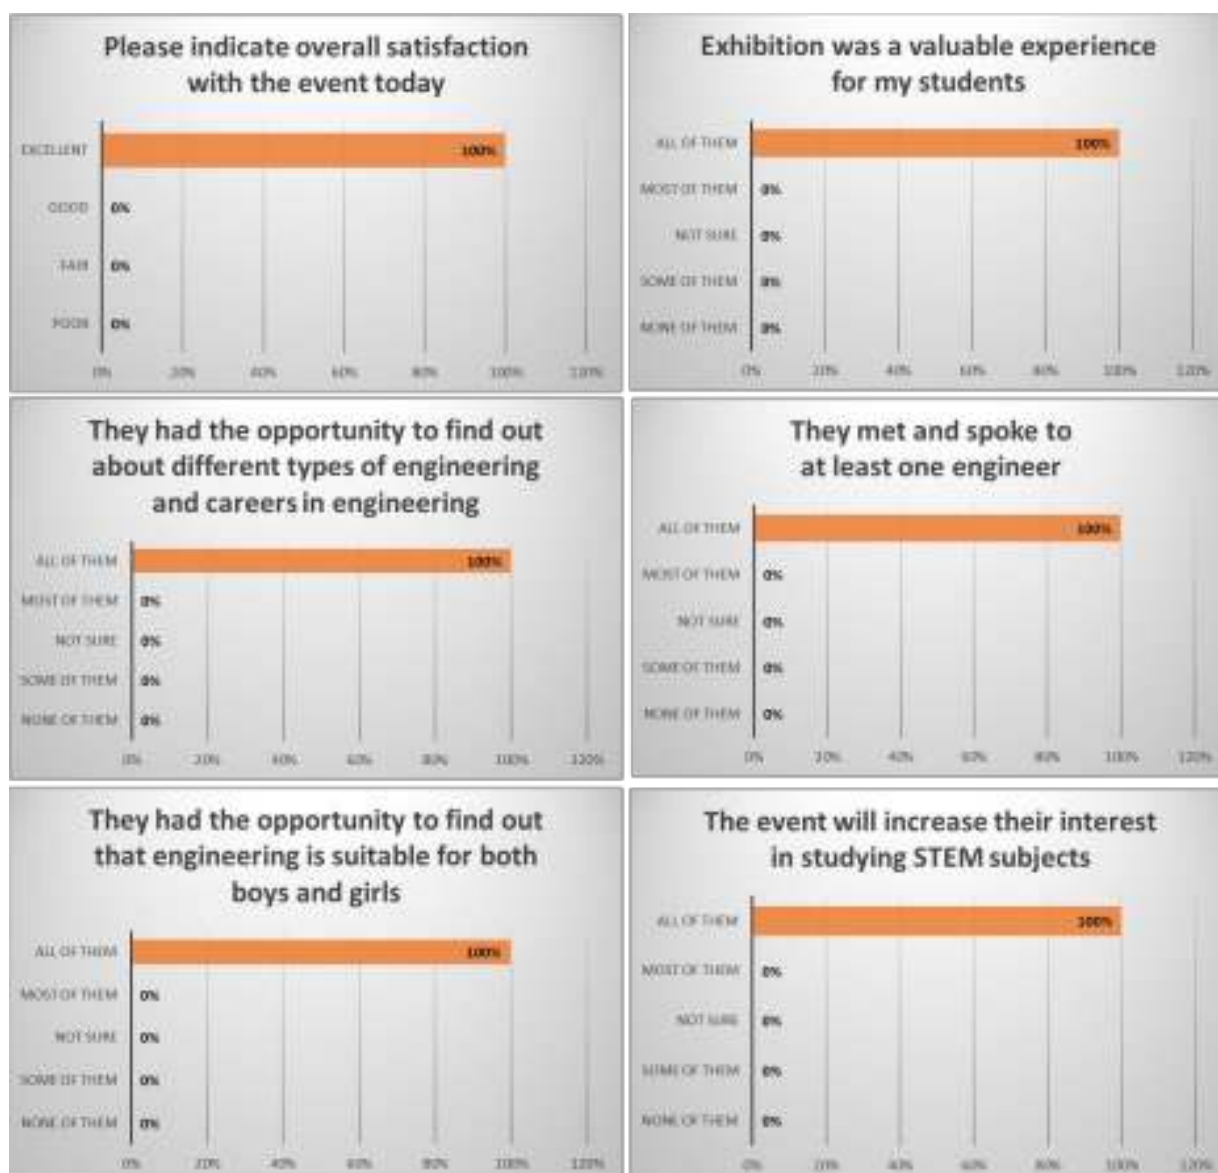 Please indicate overall satisfaction
with the event today
EXCELLENT
100%
GOOD
0%
FAIR
0%
POOR
0%
0% 20% 40% 60% 80% 100% 120%
Exhibition was a valuable experience
for my students
ALL OF THEM
100%
MOST OF THEM
0%
NOT SURE
0%
SOME OF THEM
0%
NONE OF THEM
0%
0% 20% 40% 60% 80% 100% 120%
They had the opportunity to find out
about different types of engineering
and careers in engineering
ALL OF THEM
100%
MOST OF THEM
0%
NOT SURE
0%
SOME OF THEM
0%
NONE OF THEM
0%
0% 20% 40% 60% 80% 100% 120%
They met and spoke to
at least one engineer
ALL OF THEM
100%
MOST OF THEM
0%
NOT SURE
0%
SOME OF THEM
0%
NONE OF THEM
0%
0% 20% 40% 60% 80% 100% 120%
They had the opportunity to find out
that engineering is suitable for both
boys and girls
ALL OF THEM
100%
MOST OF THEM
0%
NOT SURE
0%
SOME OF THEM
0%
NONE OF THEM
0%
0% 20% 40% 60% 80% 100% 120%
The event will increase their interest
in studying STEM subjects
ALL OF THEM
100%
MOST OF THEM
0%
NOT SURE
0%
SOME OF THEM
0%
NONE OF THEM
0%
0% 20% 40% 60% 80% 100% 120%